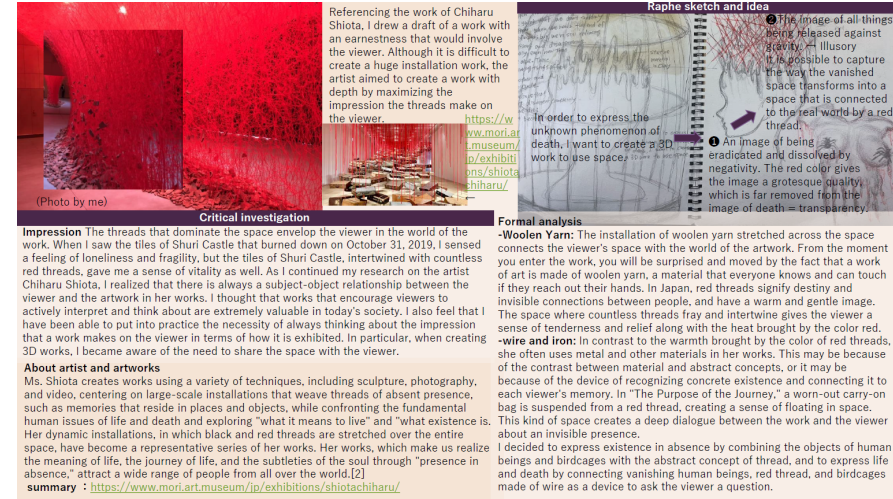 Referencing the work of Chiharu
Shiota, I drew a draft of a work with
an earnestness that would involve
the viewer. Although it is difficult to
create a huge installation work, the
artist aimed to create a work with
depth by maximizing the
impression the threads make on
the viewer.
https://w
ww.mori.ar
t.museum/
jp/exhibiti
ons/shiota
chiharu/
(Photo by me)
Raphe sketch and idea
❷The image of all things
being released against
gravity. ← Illusory
It is possible to capture
the way the vanished
space transforms into a
space that is connected
to the real world by a red
thread.
In order to express the
unknown phenomenon of
death, I want to create a 3D
work to use space.
❶ An image of being
eradicated and dissolved by
negativity. The red color gives
the image a grotesque quality,
which is far removed from the
image of death = transparency.
Critical investigation
Impression The threads that dominate the space envelop the viewer in the world of the
work. When I saw the tiles of Shuri Castle that burned down on October 31, 2019, I sensed
a feeling of loneliness and fragility, but the tiles of Shuri Castle, intertwined with countless
red threads, gave me a sense of vitality as well. As I continued my research on the artist
Chiharu Shiota, I realized that there is always a subject-object relationship between the
viewer and the artwork in her works. I thought that works that encourage viewers to
actively interpret and think about are extremely valuable in today's society. I also feel that I
have been able to put into practice the necessity of always thinking about the impression
that a work makes on the viewer in terms of how it is exhibited. In particular, when creating
3D works, I became aware of the need to share the space with the viewer.
About artist and artworks
Ms. Shiota creates works using a variety of techniques, including sculpture, photography,
and video, centering on large-scale installations that weave threads of absent presence,
such as memories that reside in places and objects, while confronting the fundamental
human issues of life and death and exploring "what it means to live" and "what existence is.
Her dynamic installations, in which black and red threads are stretched over the entire
space, have become a representative series of her works. Her works, which make us realize
the meaning of life, the journey of life, and the subtleties of the soul through "presence in
absence," attract a wide range of people from all over the world.[2]
summary : https://www.mori.art.museum/jp/exhibitions/shiotachiharu/
Formal analysis
-Woolen Yarn: The installation of woolen yarn stretched across the space
connects the viewer's space with the world of the artwork. From the moment
you enter the work, you will be surprised and moved by the fact that a work
of art is made of woolen yarn, a material that everyone knows and can touch
if they reach out their hands. In Japan, red threads signify destiny and
invisible connections between people, and have a warm and gentle image.
The space where countless threads fray and intertwine gives the viewer a
sense of tenderness and relief along with the heat brought by the color red.
-wire and iron: In contrast to the warmth brought by the color of red threads,
she often uses metal and other materials in her works. This may be because
of the contrast between material and abstract concepts, or it may be
because of the device of recognizing concrete existence and connecting it to
each viewer's memory. In "The Purpose of the Journey," a worn-out carry-on
bag is suspended from a red thread, creating a sense of floating in space.
This kind of space creates a deep dialogue between the work and the viewer
about an invisible presence.
I decided to express existence in absence by combining the objects of human
beings and birdcages with the abstract concept of thread, and to express life
and death by connecting vanishing human beings, red thread, and birdcages
made of wire as a device to ask the viewer a question.